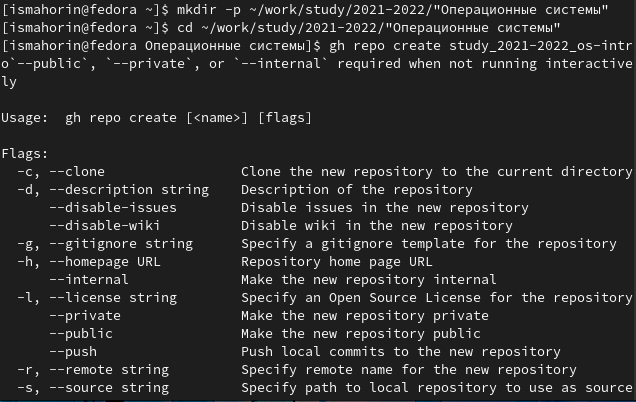 [ismahorin@fedora ~]$ mkdir -p ~/work/study/2021-2022/"Операционные системы"
[ismahorin@fedora ~]$ cd ~/work/study/2021-2022/"Операционные системы"
[ismahorin@fedora Операционные системы]$ gh repo create study_2021-2022_os-intr
o`--public`, `--private`, or `--internal` required when not running interactive
ly
Usage:  gh repo create [<name>] [flags]
Flags:
  -c, --clone                 Clone the new repository to the current directory
  -d, --description string    Description of the repository
      --disable-issues        Disable issues in the new repository
      --disable-wiki          Disable wiki in the new repository
  -g, --gitignore string      Specify a gitignore template for the repository
  -h, --homepage URL          Repository home page URL
      --internal              Make the new repository internal
  -l, --license string        Specify an Open Source License for the repository
      --private               Make the new repository private
      --public                Make the new repository public
      --push                  Push local commits to the new repository
  -r, --remote string         Specify remote name for the new repository
  -s, --source string         Specify path to local repository to use as source